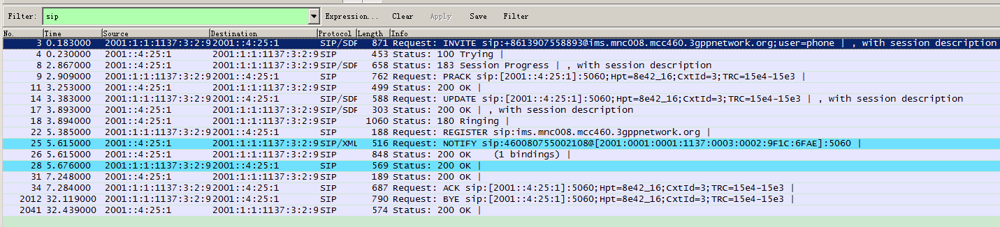 Filter: sip Expression... Clear Apply Save Filter
No. Time Source Destination Protocol Length Info
3 0.183000 2001:1:1:1137:3:2:9 2001::4:25:1 SIP/SDP 871 Request: INVITE sip:+8613907558893@ims.mnc008.mcc460.3gppnetwork.org;user=phone | , with session description
4 0.230000 2001::4:25:1 2001:1:1:1137:3:2:9 SIP 453 Status: 100 Trying |
8 2.867000 2001::4:25:1 2001:1:1:1137:3:2:9 SIP/SDP 658 Status: 183 Session Progress | , with session description
9 2.909000 2001:1:1:1137:3:2:9 2001::4:25:1 SIP 762 Request: PRACK sip:[2001::4:25:1]:5060;Hpt=8e42_16;CxtId=3;TRC=15e4-15e3 |
11 3.253000 2001::4:25:1 2001:1:1:1137:3:2:9 SIP 499 Status: 200 OK |
14 3.383000 2001:1:1:1137:3:2:9 2001::4:25:1 SIP/SDP 588 Request: UPDATE sip:[2001::4:25:1]:5060;Hpt=8e42_16;CxtId=3;TRC=15e4-15e3 | , with session description
17 3.893000 2001::4:25:1 2001:1:1:1137:3:2:9 SIP/SDP 303 Status: 200 OK | , with session description
18 3.894000 2001::4:25:1 2001:1:1:1137:3:2:9 SIP 1060 Status: 180 Ringing |
22 5.385000 2001:1:1:1137:3:2:9 2001::4:25:1 SIP 188 Request: REGISTER sip:ims.mnc008.mcc460.3gppnetwork.org |
25 5.615000 2001::4:25:1 2001:1:1:1137:3:2:9 SIP/XML 516 Request: NOTIFY sip:460080755002108@[2001:0001:0001:1137:0003:0002:9F1C:6FAE]:5060 |
26 5.615000 2001::4:25:1 2001:1:1:1137:3:2:9 SIP 848 Status: 200 OK (1 bindings) |
28 5.676000 2001:1:1:1137:3:2:9 2001::4:25:1 SIP 569 Status: 200 OK |
31 7.248000 2001::4:25:1 2001:1:1:1137:3:2:9 SIP 189 Status: 200 OK |
34 7.284000 2001:1:1:1137:3:2:9 2001::4:25:1 SIP 687 Request: ACK sip:[2001::4:25:1]:5060;Hpt=8e42_16;CxtId=3;TRC=15e4-15e3 |
2012 32.119000 2001:1:1:1137:3:2:9 2001::4:25:1 SIP 790 Request: BYE sip:[2001::4:25:1]:5060;Hpt=8e42_16;CxtId=3;TRC=15e4-15e3 |
2041 32.439000 2001::4:25:1 2001:1:1:1137:3:2:9 SIP 574 Status: 200 OK |